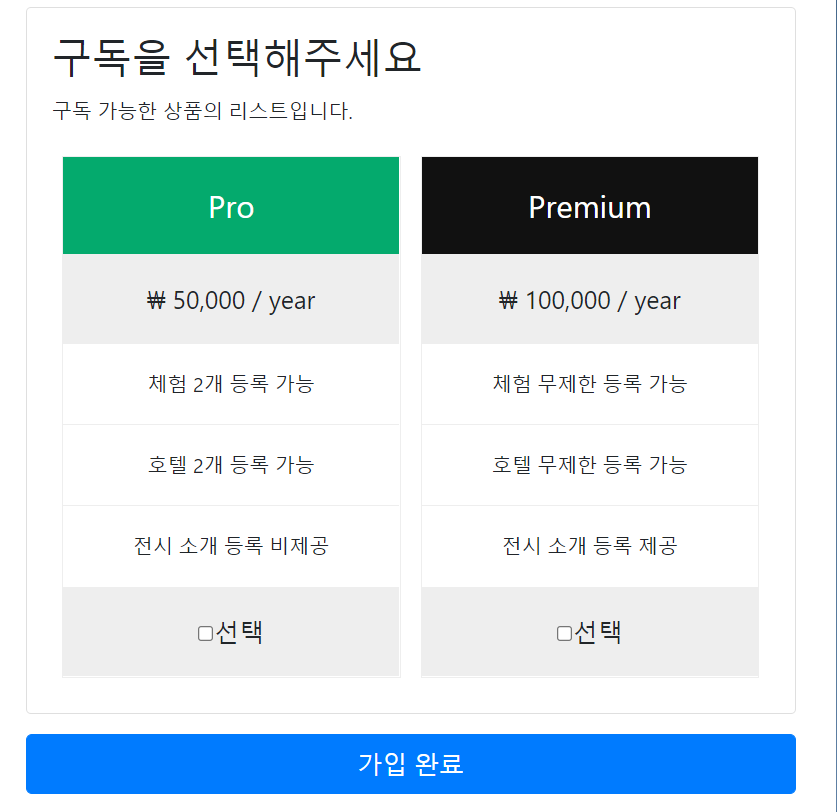 구독을 선택해주세요
구독 가능한 상품의 리스트입니다.
Pro
₩ 50,000 / year
체험 2개 등록 가능
호텔 2개 등록 가능
전시 소개 등록 비제공
선택
Premium
₩ 100,000 / year
체험 무제한 등록 가능
호텔 무제한 등록 가능
전시 소개 등록 제공
선택
가입 완료